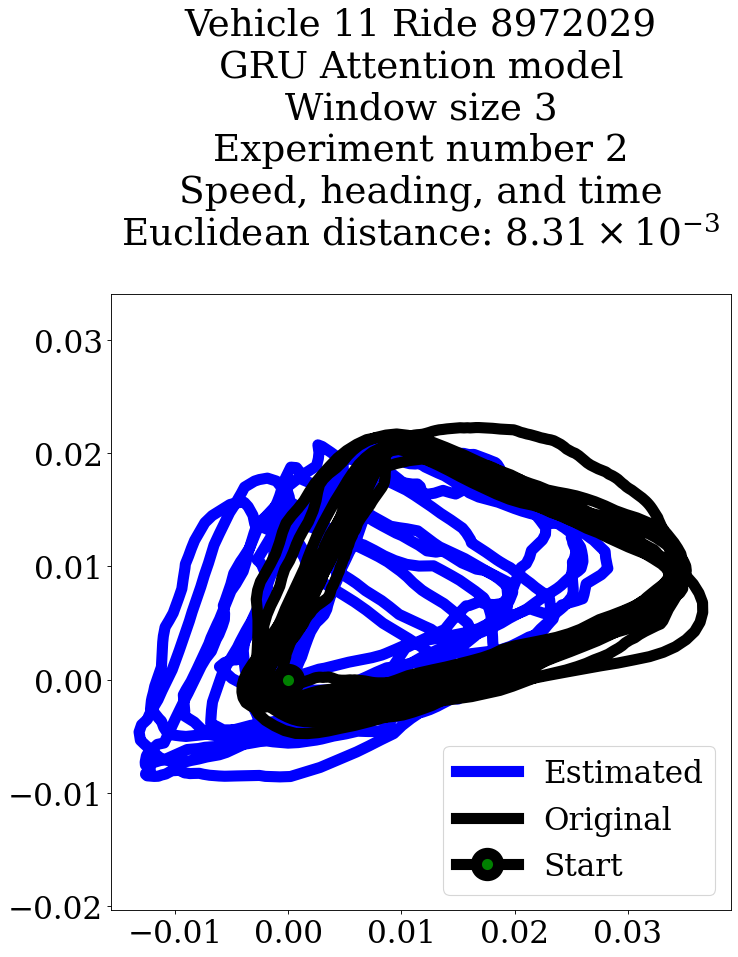 Vehicle 11 Ride 8972029
GRU Attention model
Window size 3
Experiment number 2
Speed, heading, and time
Euclidean distance: 8.31 × 10⁻³
0.03
0.02
0.01
0.00
−0.01
−0.02
−0.01
0.00
0.01
0.02
0.03
Estimated
Original
Start